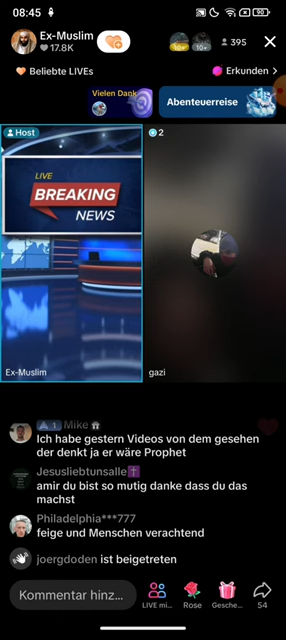 08:45
90
Ex-Muslim
17.8K
10+
10+
395
Beliebte LIVEs
Erkunden
Vielen Dank
Abenteuerreise
Host
2
LIVE
BREAKING
NEWS
Ex-Muslim
gazi
1 Mike
Ich habe gestern Videos von dem gesehen
der denkt ja er wäre Prophet
Jesusliebtunsalle
amir du bist so mutig danke dass du das
machst
Philadelphia***777
feige und Menschen verachtend
joergdoden ist beigetreten
Kommentar hinz...
LIVE mi...
Rose
Gesche...
54